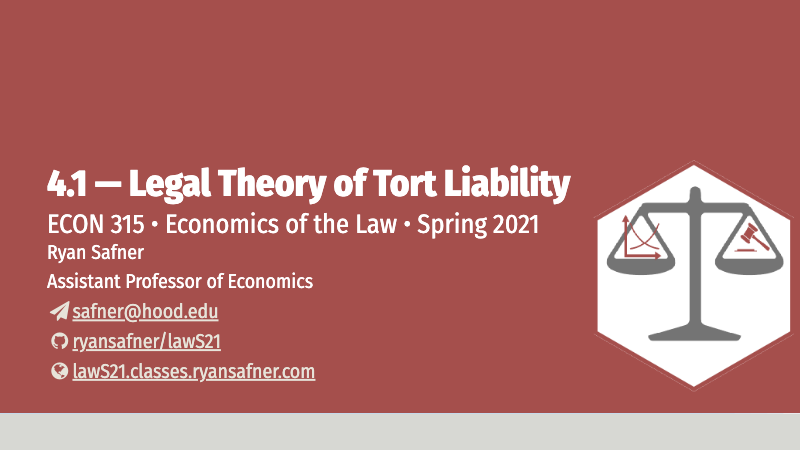 4.1 — Legal Theory of Tort Liability
ECON 315 • Economics of the Law • Spring 2021
Ryan Safner
Assistant Professor of Economics
safner@hood.edu
ryansafner/lawS21
lawS21.classes.ryansafner.com